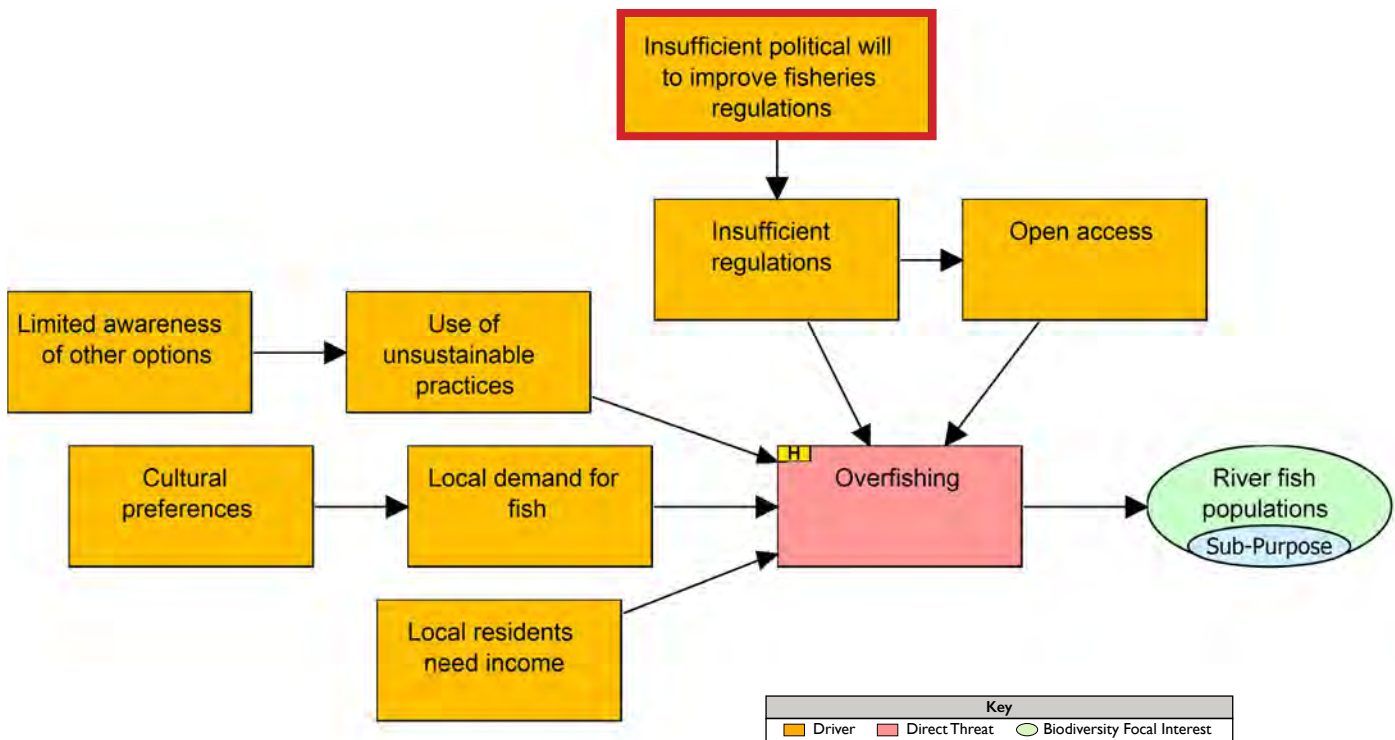 Insufficient political will
to improve fisheries
regulations
Insufficient
regulations
Open access
Limited awareness
of other options
Use of
unsustainable
practices
Cultural
preferences
Local demand for
fish
H
Overfishing
River fish
populations
Sub-Purpose
Local residents
need income
Key
Driver
Direct Threat
Biodiversity Focal Interest